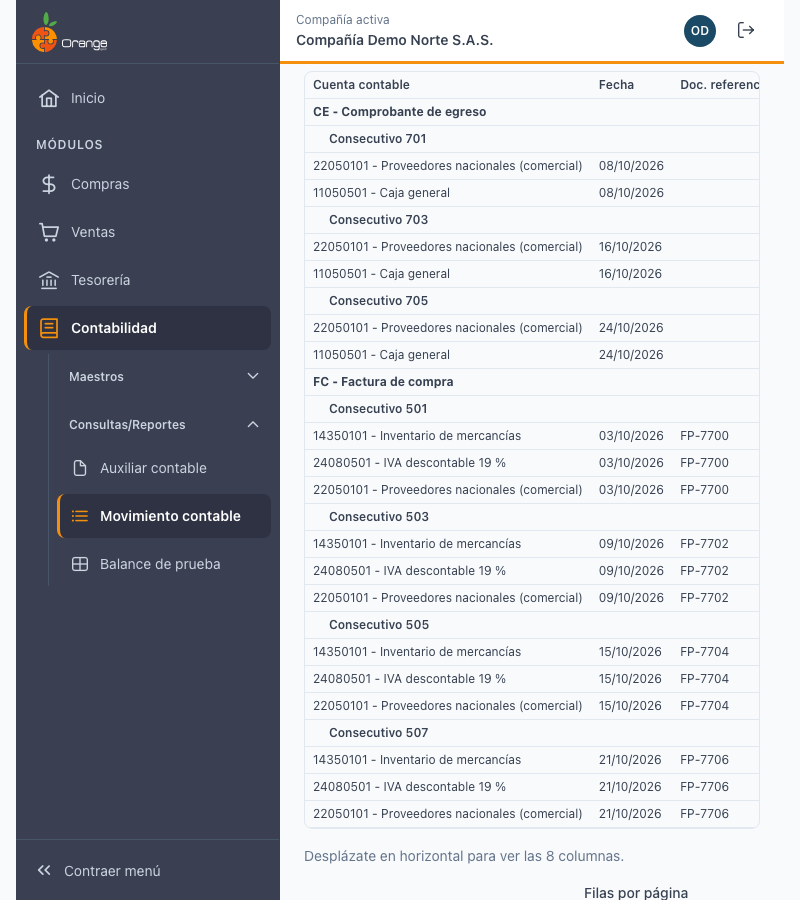 Orange
Inicio
MÓDULOS
Compras
Ventas
Tesorería
Contabilidad
Maestros
Consultas/Reportes
Auxiliar contable
Movimiento contable
Balance de prueba
Contraer menú
Compañía activa
Compañía Demo Norte S.A.S.
OD
Cuenta contable Fecha Doc. referenc
CE - Comprobante de egreso
Consecutivo 701
22050101 - Proveedores nacionales (comercial) 08/10/2026
11050501 - Caja general 08/10/2026
Consecutivo 703
22050101 - Proveedores nacionales (comercial) 16/10/2026
11050501 - Caja general 16/10/2026
Consecutivo 705
22050101 - Proveedores nacionales (comercial) 24/10/2026
11050501 - Caja general 24/10/2026
FC - Factura de compra
Consecutivo 501
14350101 - Inventario de mercancías 03/10/2026 FP-7700
24080501 - IVA descontable 19 % 03/10/2026 FP-7700
22050101 - Proveedores nacionales (comercial) 03/10/2026 FP-7700
Consecutivo 503
14350101 - Inventario de mercancías 09/10/2026 FP-7702
24080501 - IVA descontable 19 % 09/10/2026 FP-7702
22050101 - Proveedores nacionales (comercial) 09/10/2026 FP-7702
Consecutivo 505
14350101 - Inventario de mercancías 15/10/2026 FP-7704
24080501 - IVA descontable 19 % 15/10/2026 FP-7704
22050101 - Proveedores nacionales (comercial) 15/10/2026 FP-7704
Consecutivo 507
14350101 - Inventario de mercancías 21/10/2026 FP-7706
24080501 - IVA descontable 19 % 21/10/2026 FP-7706
22050101 - Proveedores nacionales (comercial) 21/10/2026 FP-7706
Desplázate en horizontal para ver las 8 columnas.
Filas por página